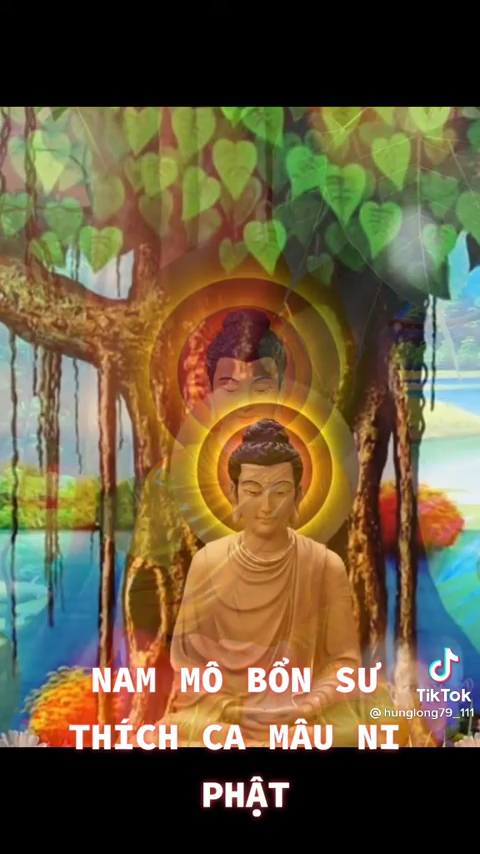 NAM MÔ BỔN SƯ
TikTok
@hunglong79_111
THÍCH CA MÂU NI
PHẬT